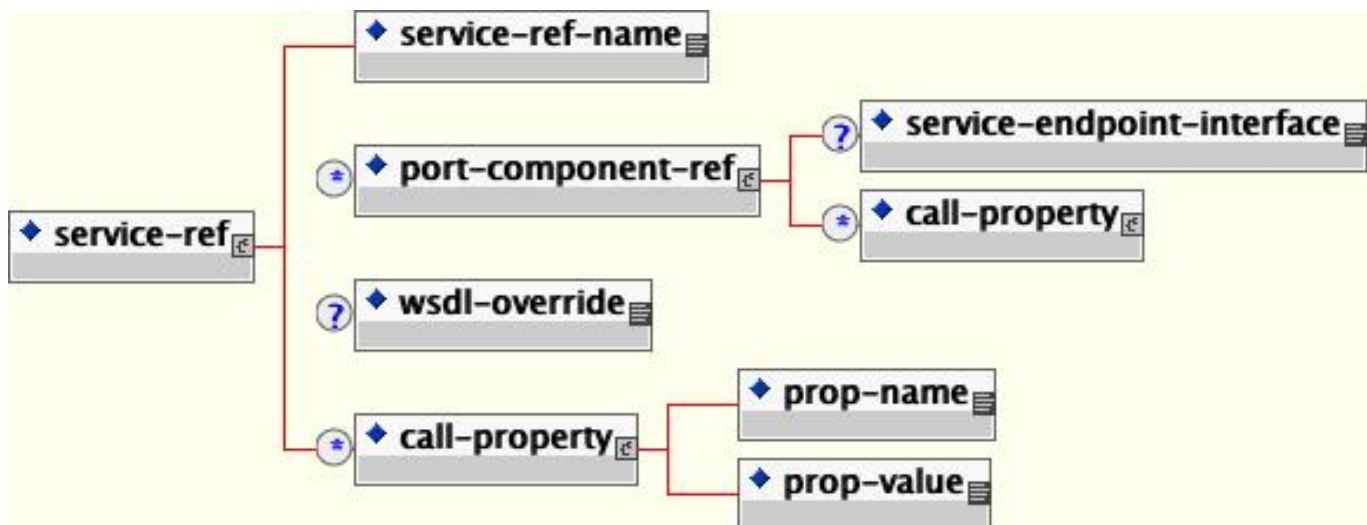 service-ref-name
service-endpoint-interface
?
* port-component-ref
call-property
*
service-ref
? wsdl-override
prop-name
* call-property
prop-value